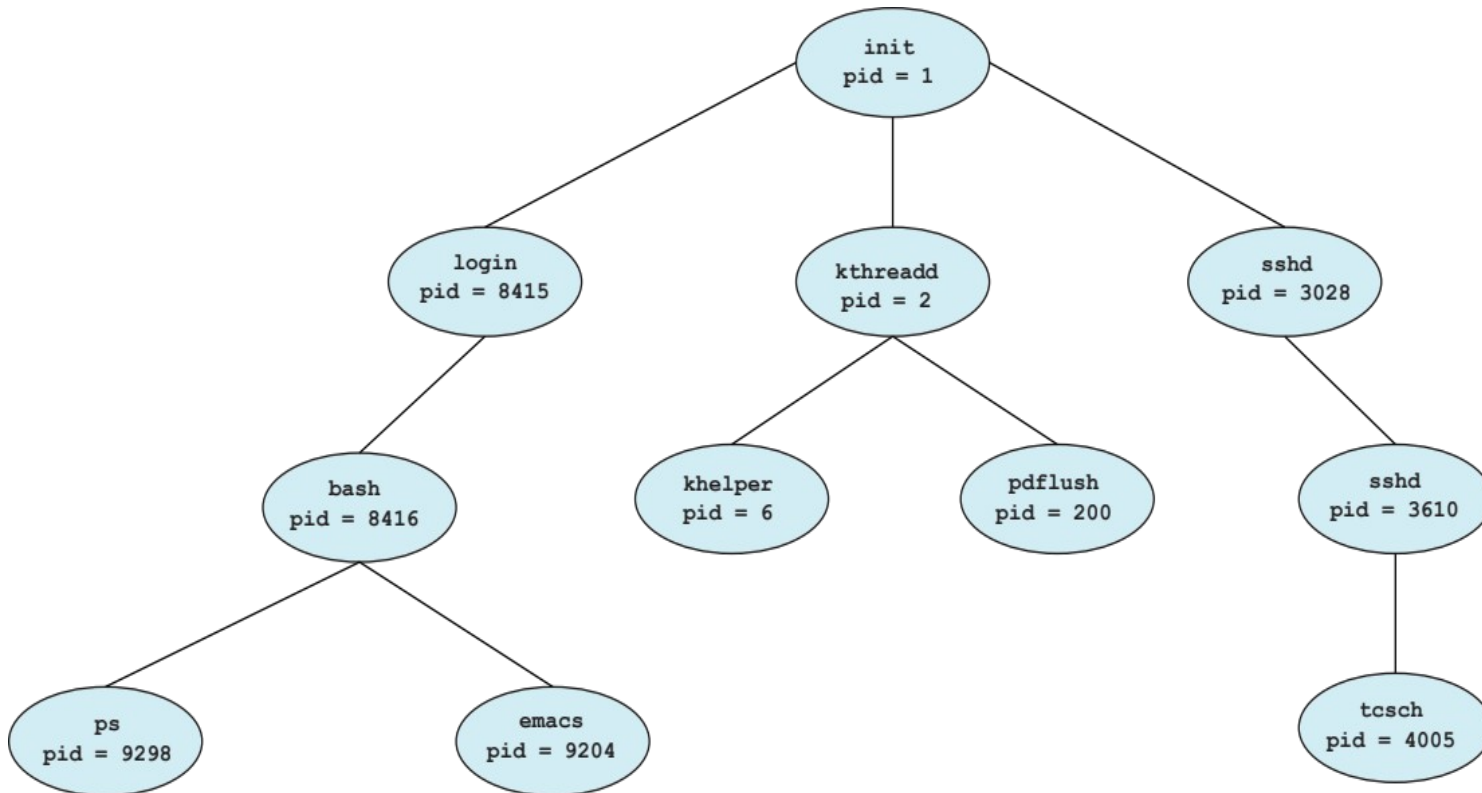 init
pid = 1
login
pid = 8415
kthreadd
pid = 2
sshd
pid = 3028
bash
pid = 8416
khelper
pid = 6
pdflush
pid = 200
sshd
pid = 3610
ps
pid = 9298
emacs
pid = 9204
tcsch
pid = 4005